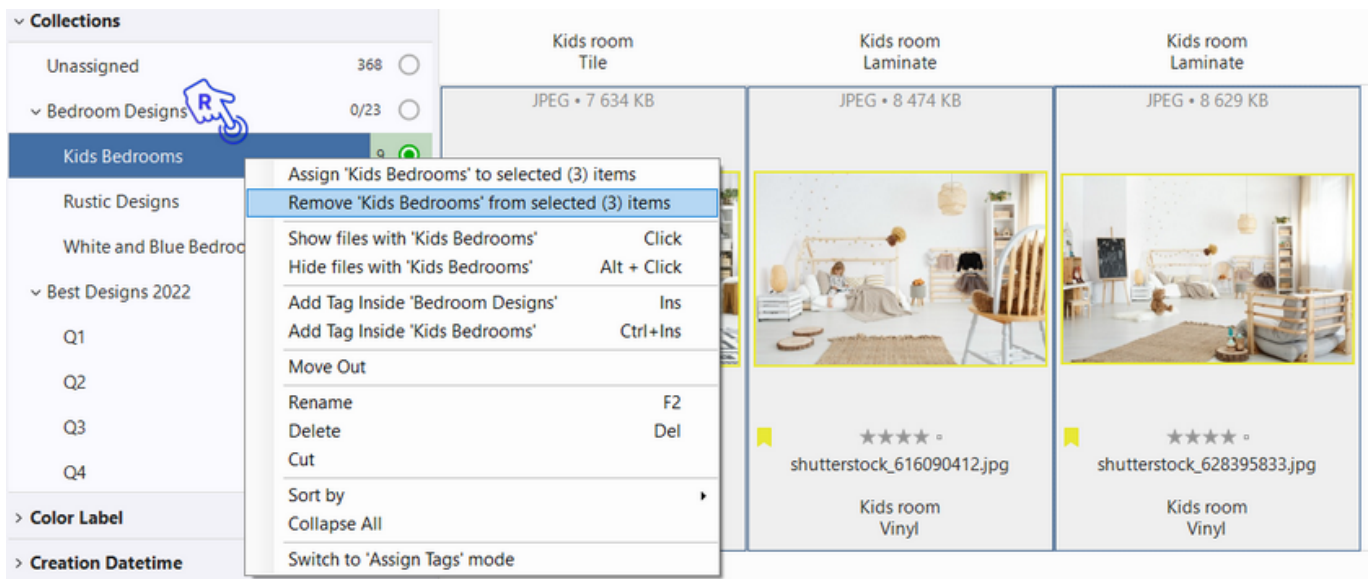 Collections
Unassigned 368
Bedroom Designs 0/23
R
Kids Bedrooms 9
Rustic Designs
White and Blue
Best Designs 2022
Q1
Q2
Q3
Q4
Color Label
Creation Datetime
Assign 'Kids Bedrooms' to selected (3) items
Remove 'Kids Bedrooms' from selected (3) items
Show files with 'Kids Bedrooms' Click
Hide files with 'Kids Bedrooms' Alt + Click
Add Tag Inside 'Bedroom Designs' Ins
Add Tag Inside 'Kids Bedrooms' Ctrl+Ins
Move Out
Rename F2
Delete Del
Cut
Sort by
Collapse All
Switch to 'Assign Tags' mode
Kids room
Tile
JPEG • 7 634 KB
Kids room
Laminate
JPEG • 8 474 KB
shutterstock_616090412.jpg
Kids room
Vinyl
Kids room
Laminate
JPEG • 8 629 KB
shutterstock_628395833.jpg
Kids room
Vinyl